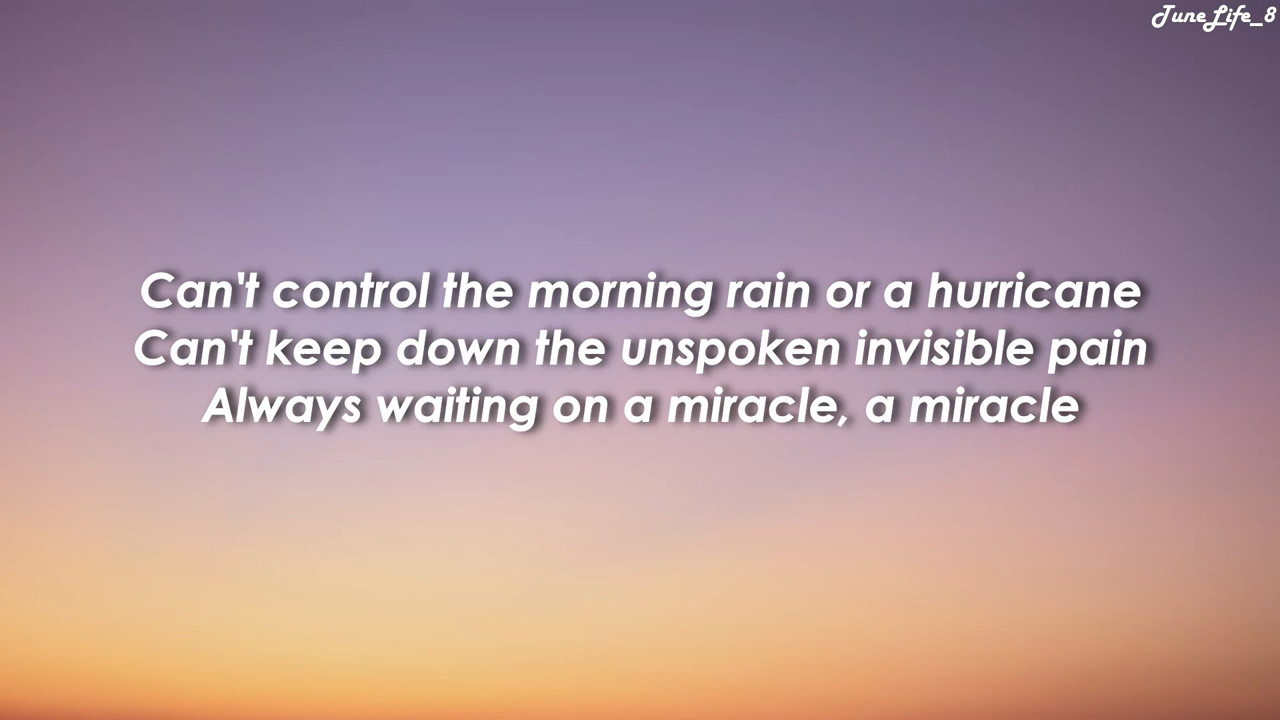 TuneLife_8
Can't control the morning rain or a hurricane
Can't keep down the unspoken invisible pain
Always waiting on a miracle, a miracle